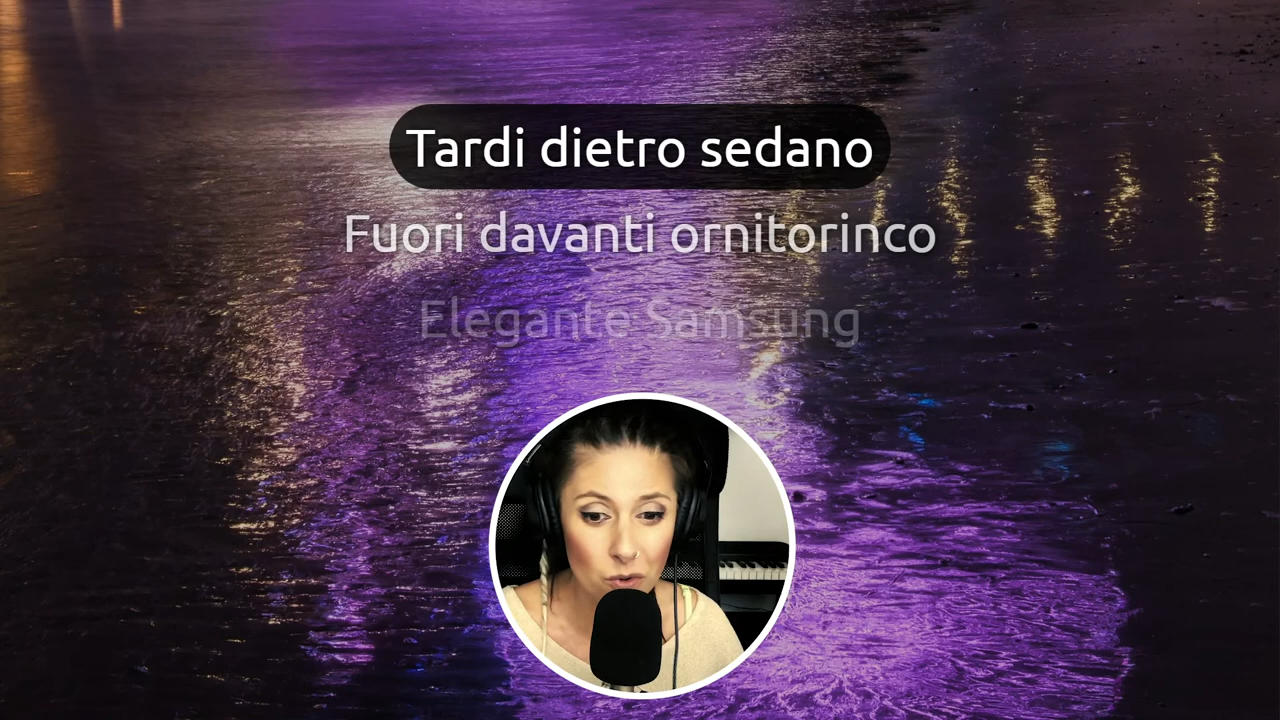 Tardi dietro sedano
Fuori davanti ornitorinco
Elegante Samsung